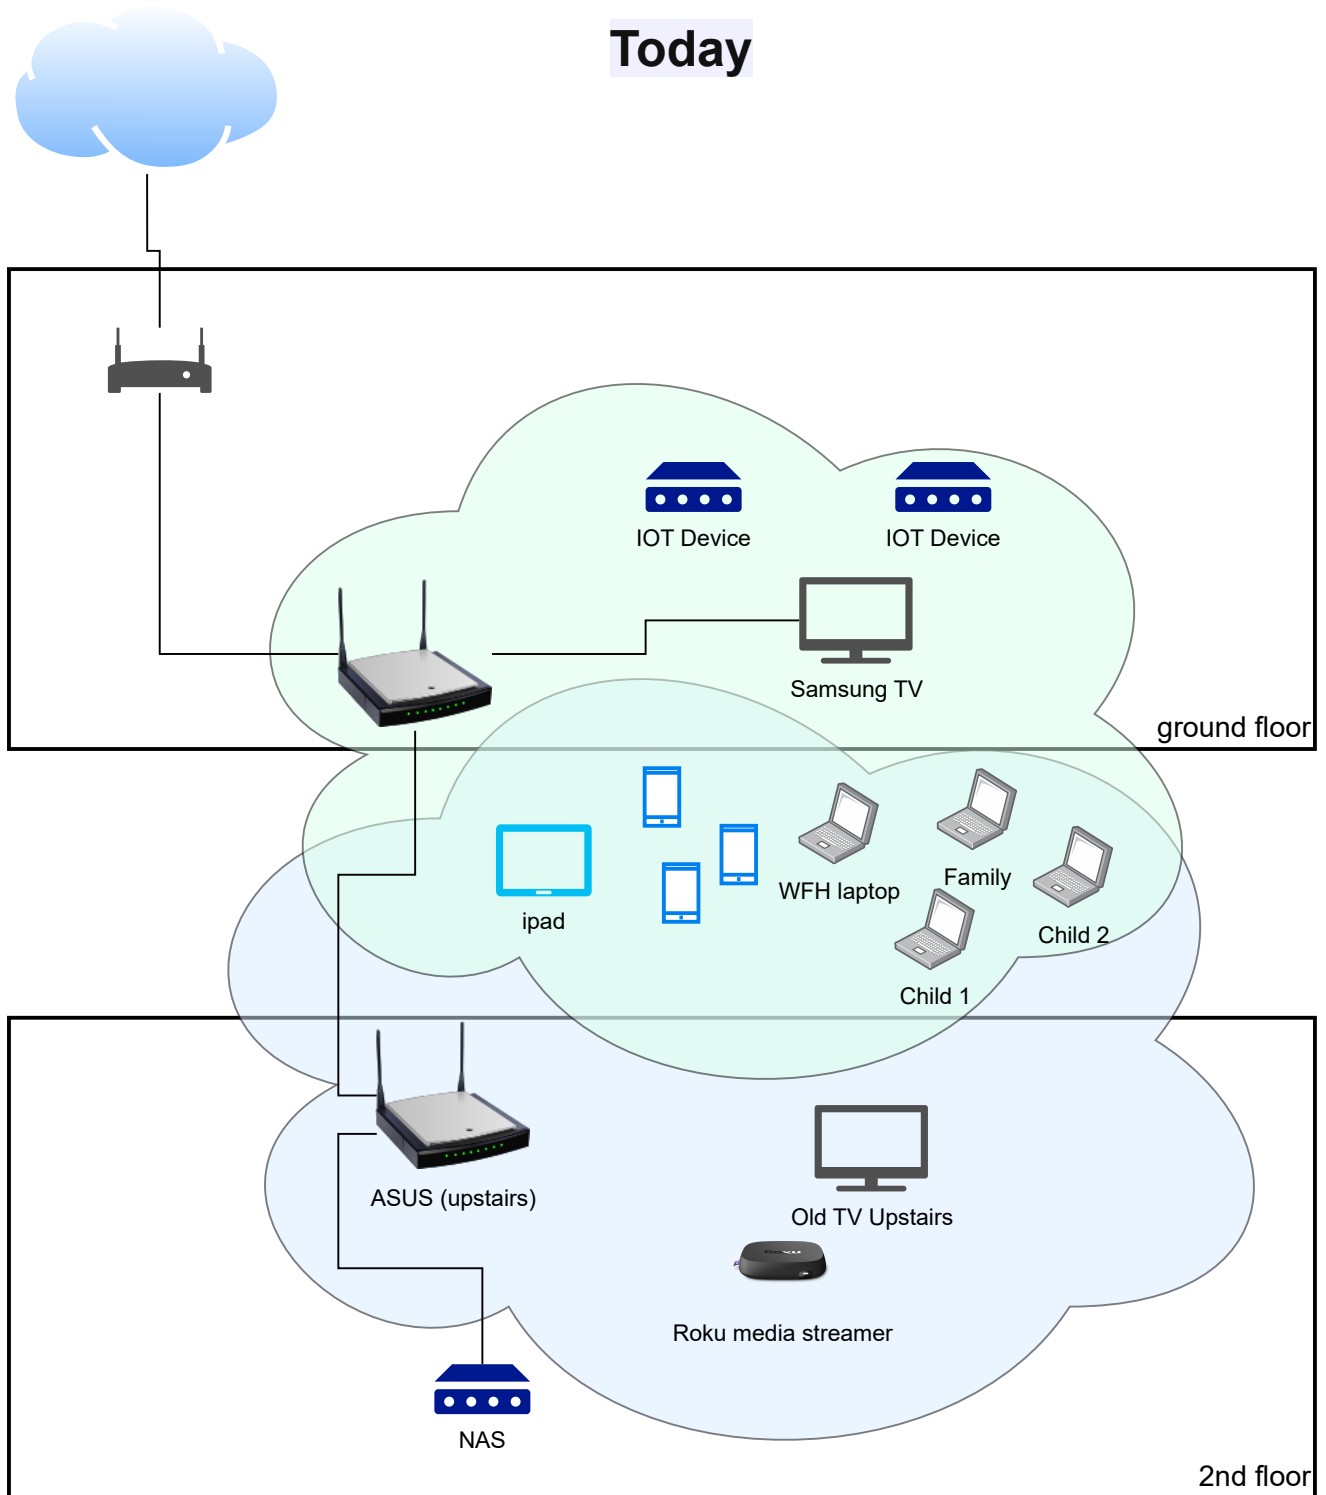 Today
IOT Device
IOT Device
Samsung TV
ground floor
ipad
WFH laptop
Family
Child 2
Child 1
ASUS (upstairs)
Old TV Upstairs
Roku
Roku media streamer
NAS
2nd floor